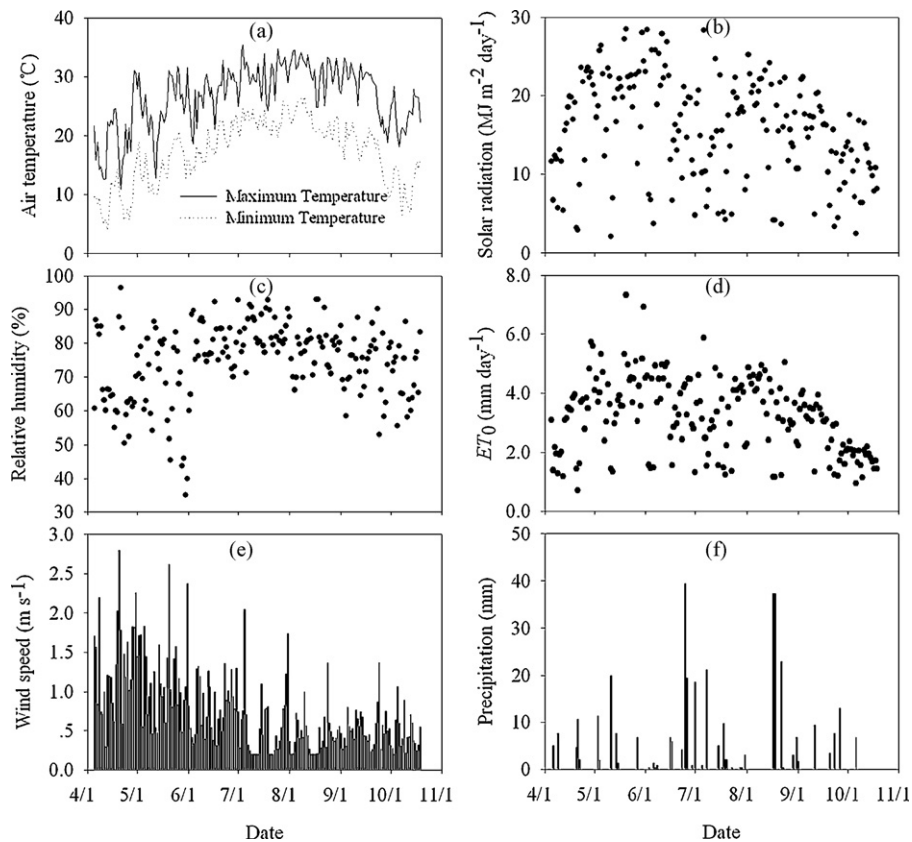 (a)
Air temperature (℃)
40
30
20
10
0
Maximum Temperature
Minimum Temperature
(b)
Solar radiation (MJ m-2 day-1)
30
20
10
0
(c)
Relative humidity (%)
100
90
80
70
60
50
40
30
(d)
ET0 (mm day-1)
8.0
6.0
4.0
2.0
0.0
(e)
Wind speed (m s-1)
3.0
2.5
2.0
1.5
1.0
0.5
0.0
4/1 5/1 6/1 7/1 8/1 9/1 10/1 11/1
Date
(f)
Precipitation (mm)
50
40
30
20
10
0
4/1 5/1 6/1 7/1 8/1 9/1 10/1 11/1
Date